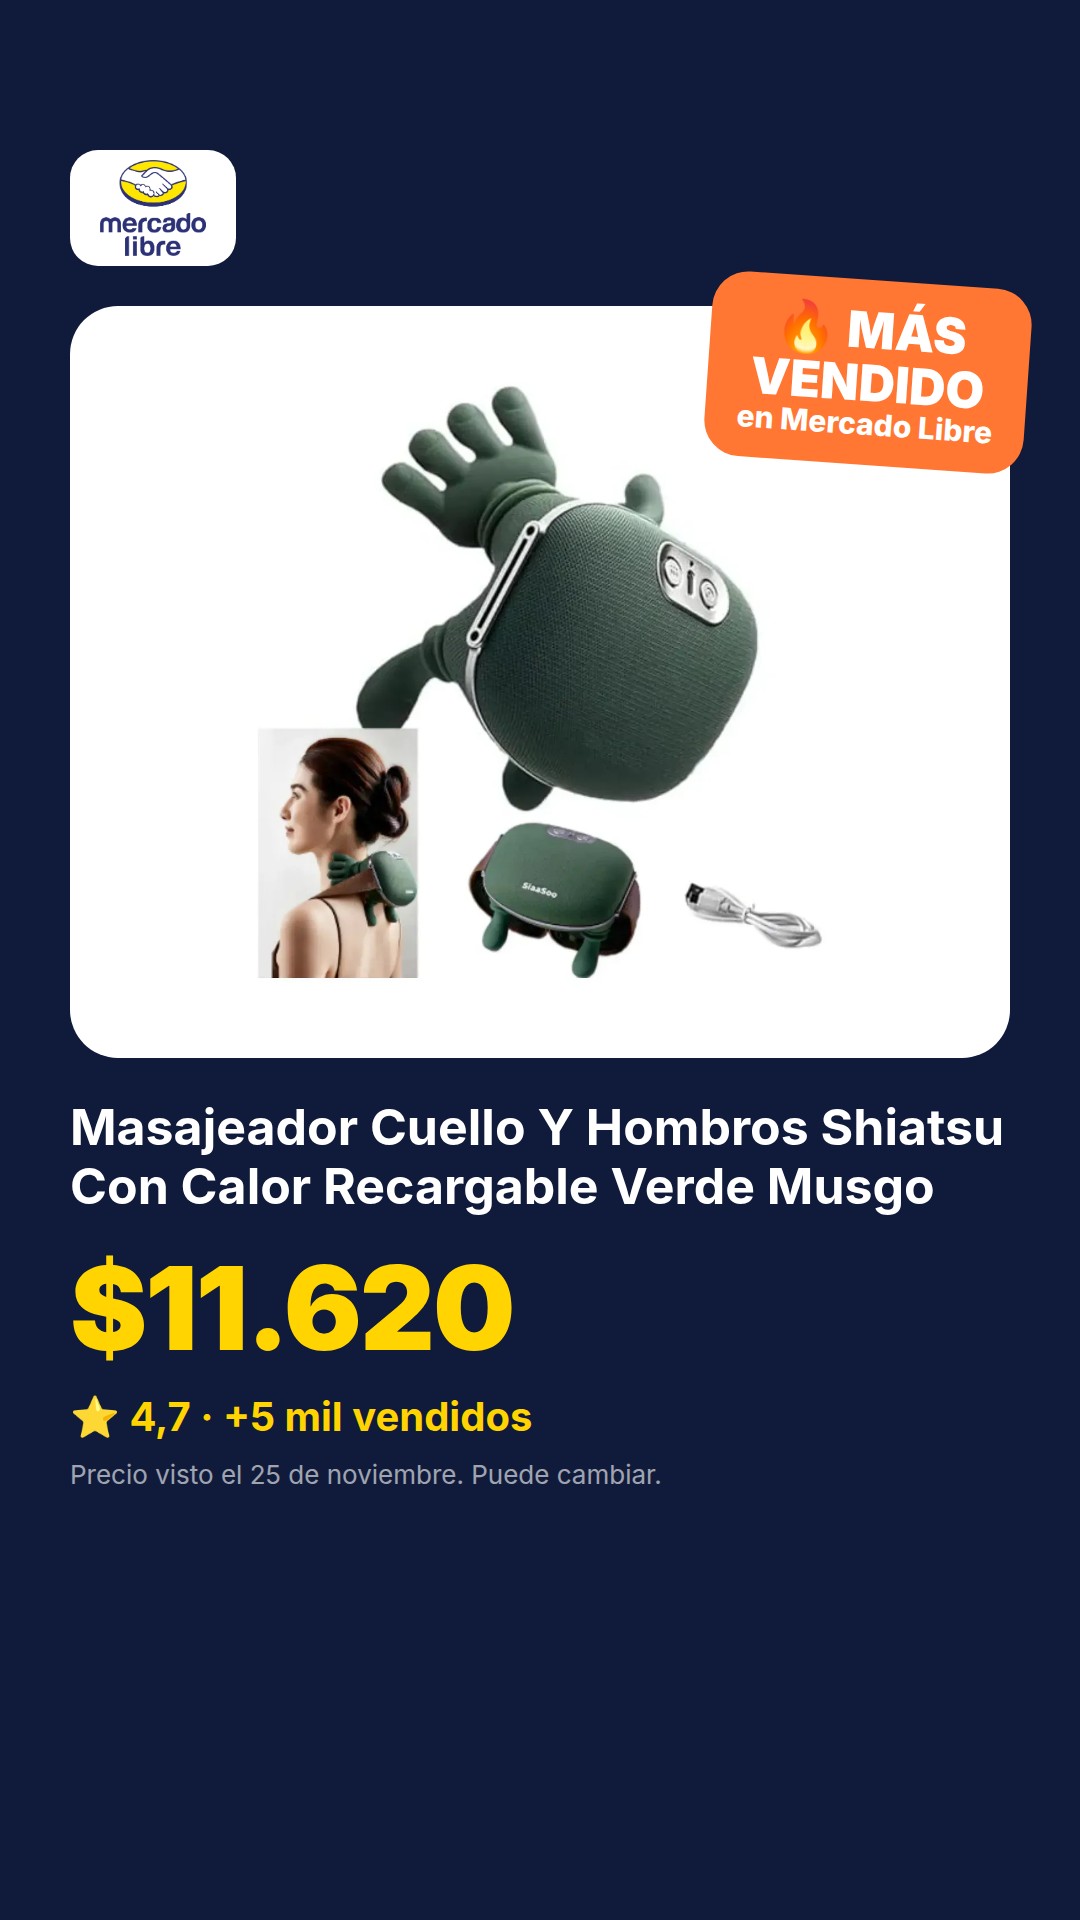 mercado
libre
🔥 MÁS
VENDIDO
en Mercado Libre
SiaaSoo
Masajeador Cuello Y Hombros Shiatsu
Con Calor Recargable Verde Musgo
$11.620
⭐ 4,7 · +5 mil vendidos
Precio visto el 25 de noviembre. Puede cambiar.